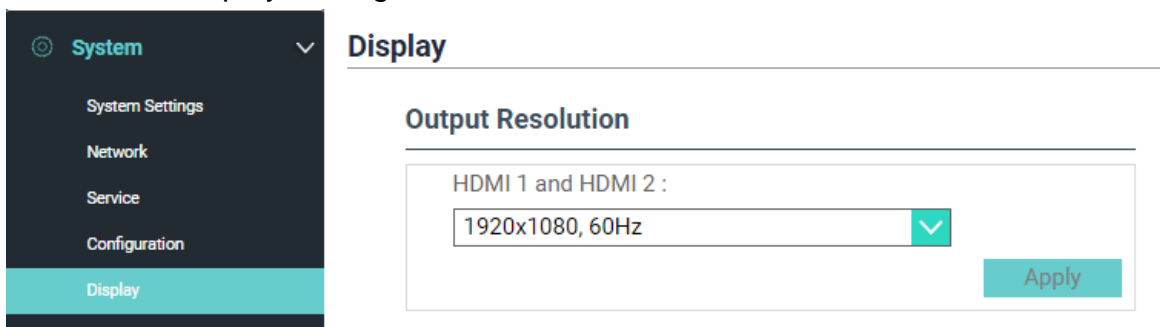 System
System Settings
Network
Service
Configuration
Display
Display
Output Resolution
HDMI 1 and HDMI 2 :
1920x1080, 60Hz
Apply